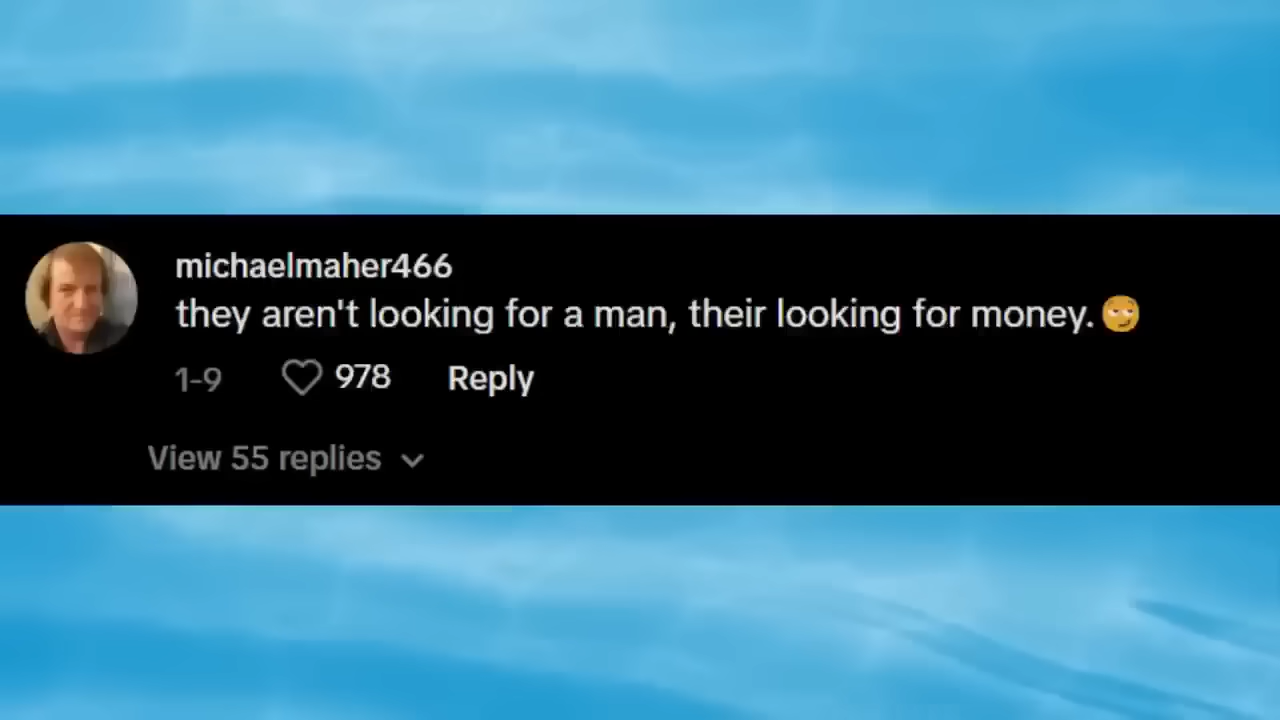 michaelmaher466
they aren't looking for a man, their looking for money.😏
1-9 978 Reply
View 55 replies